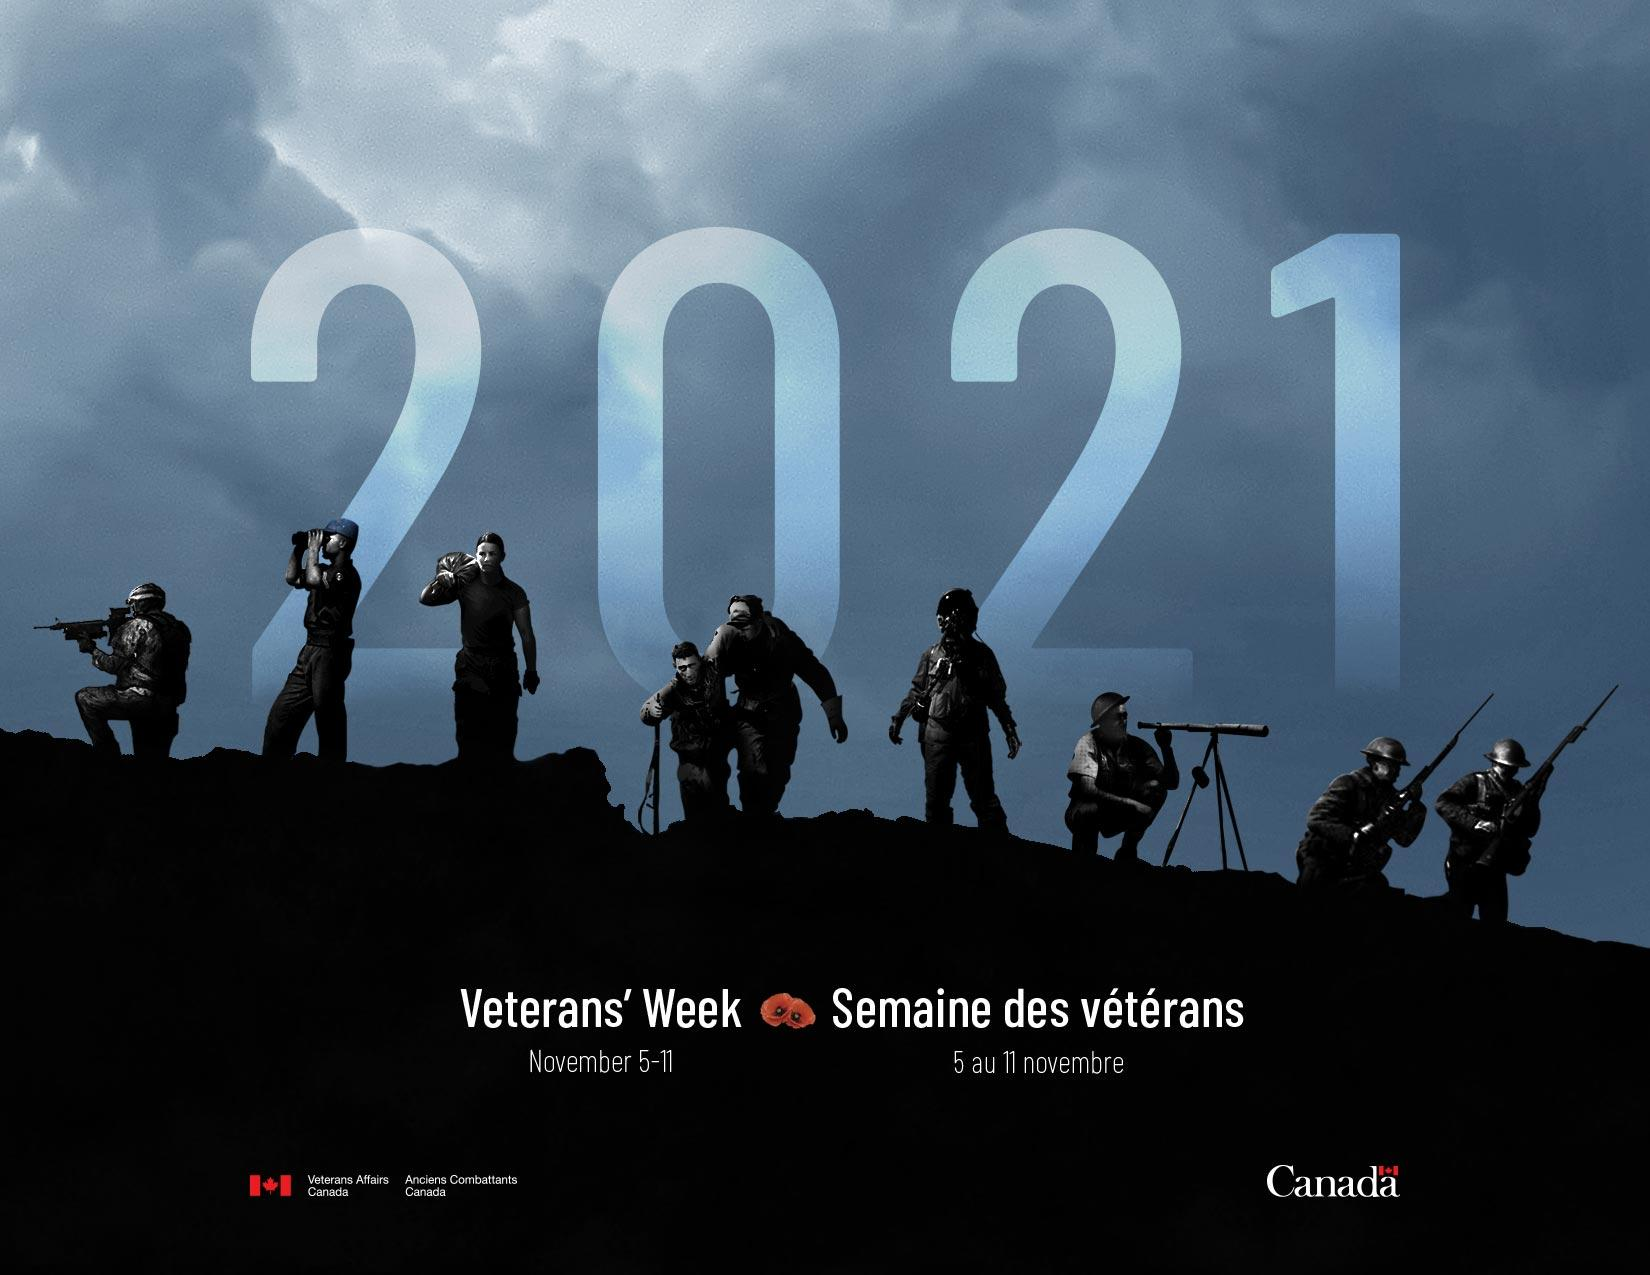 2021
Veterans' Week Semaine des vétérans
November 5-11 5 au 11 novembre
Veterans Affairs Anciens Combattants
Canada Canada
Canada